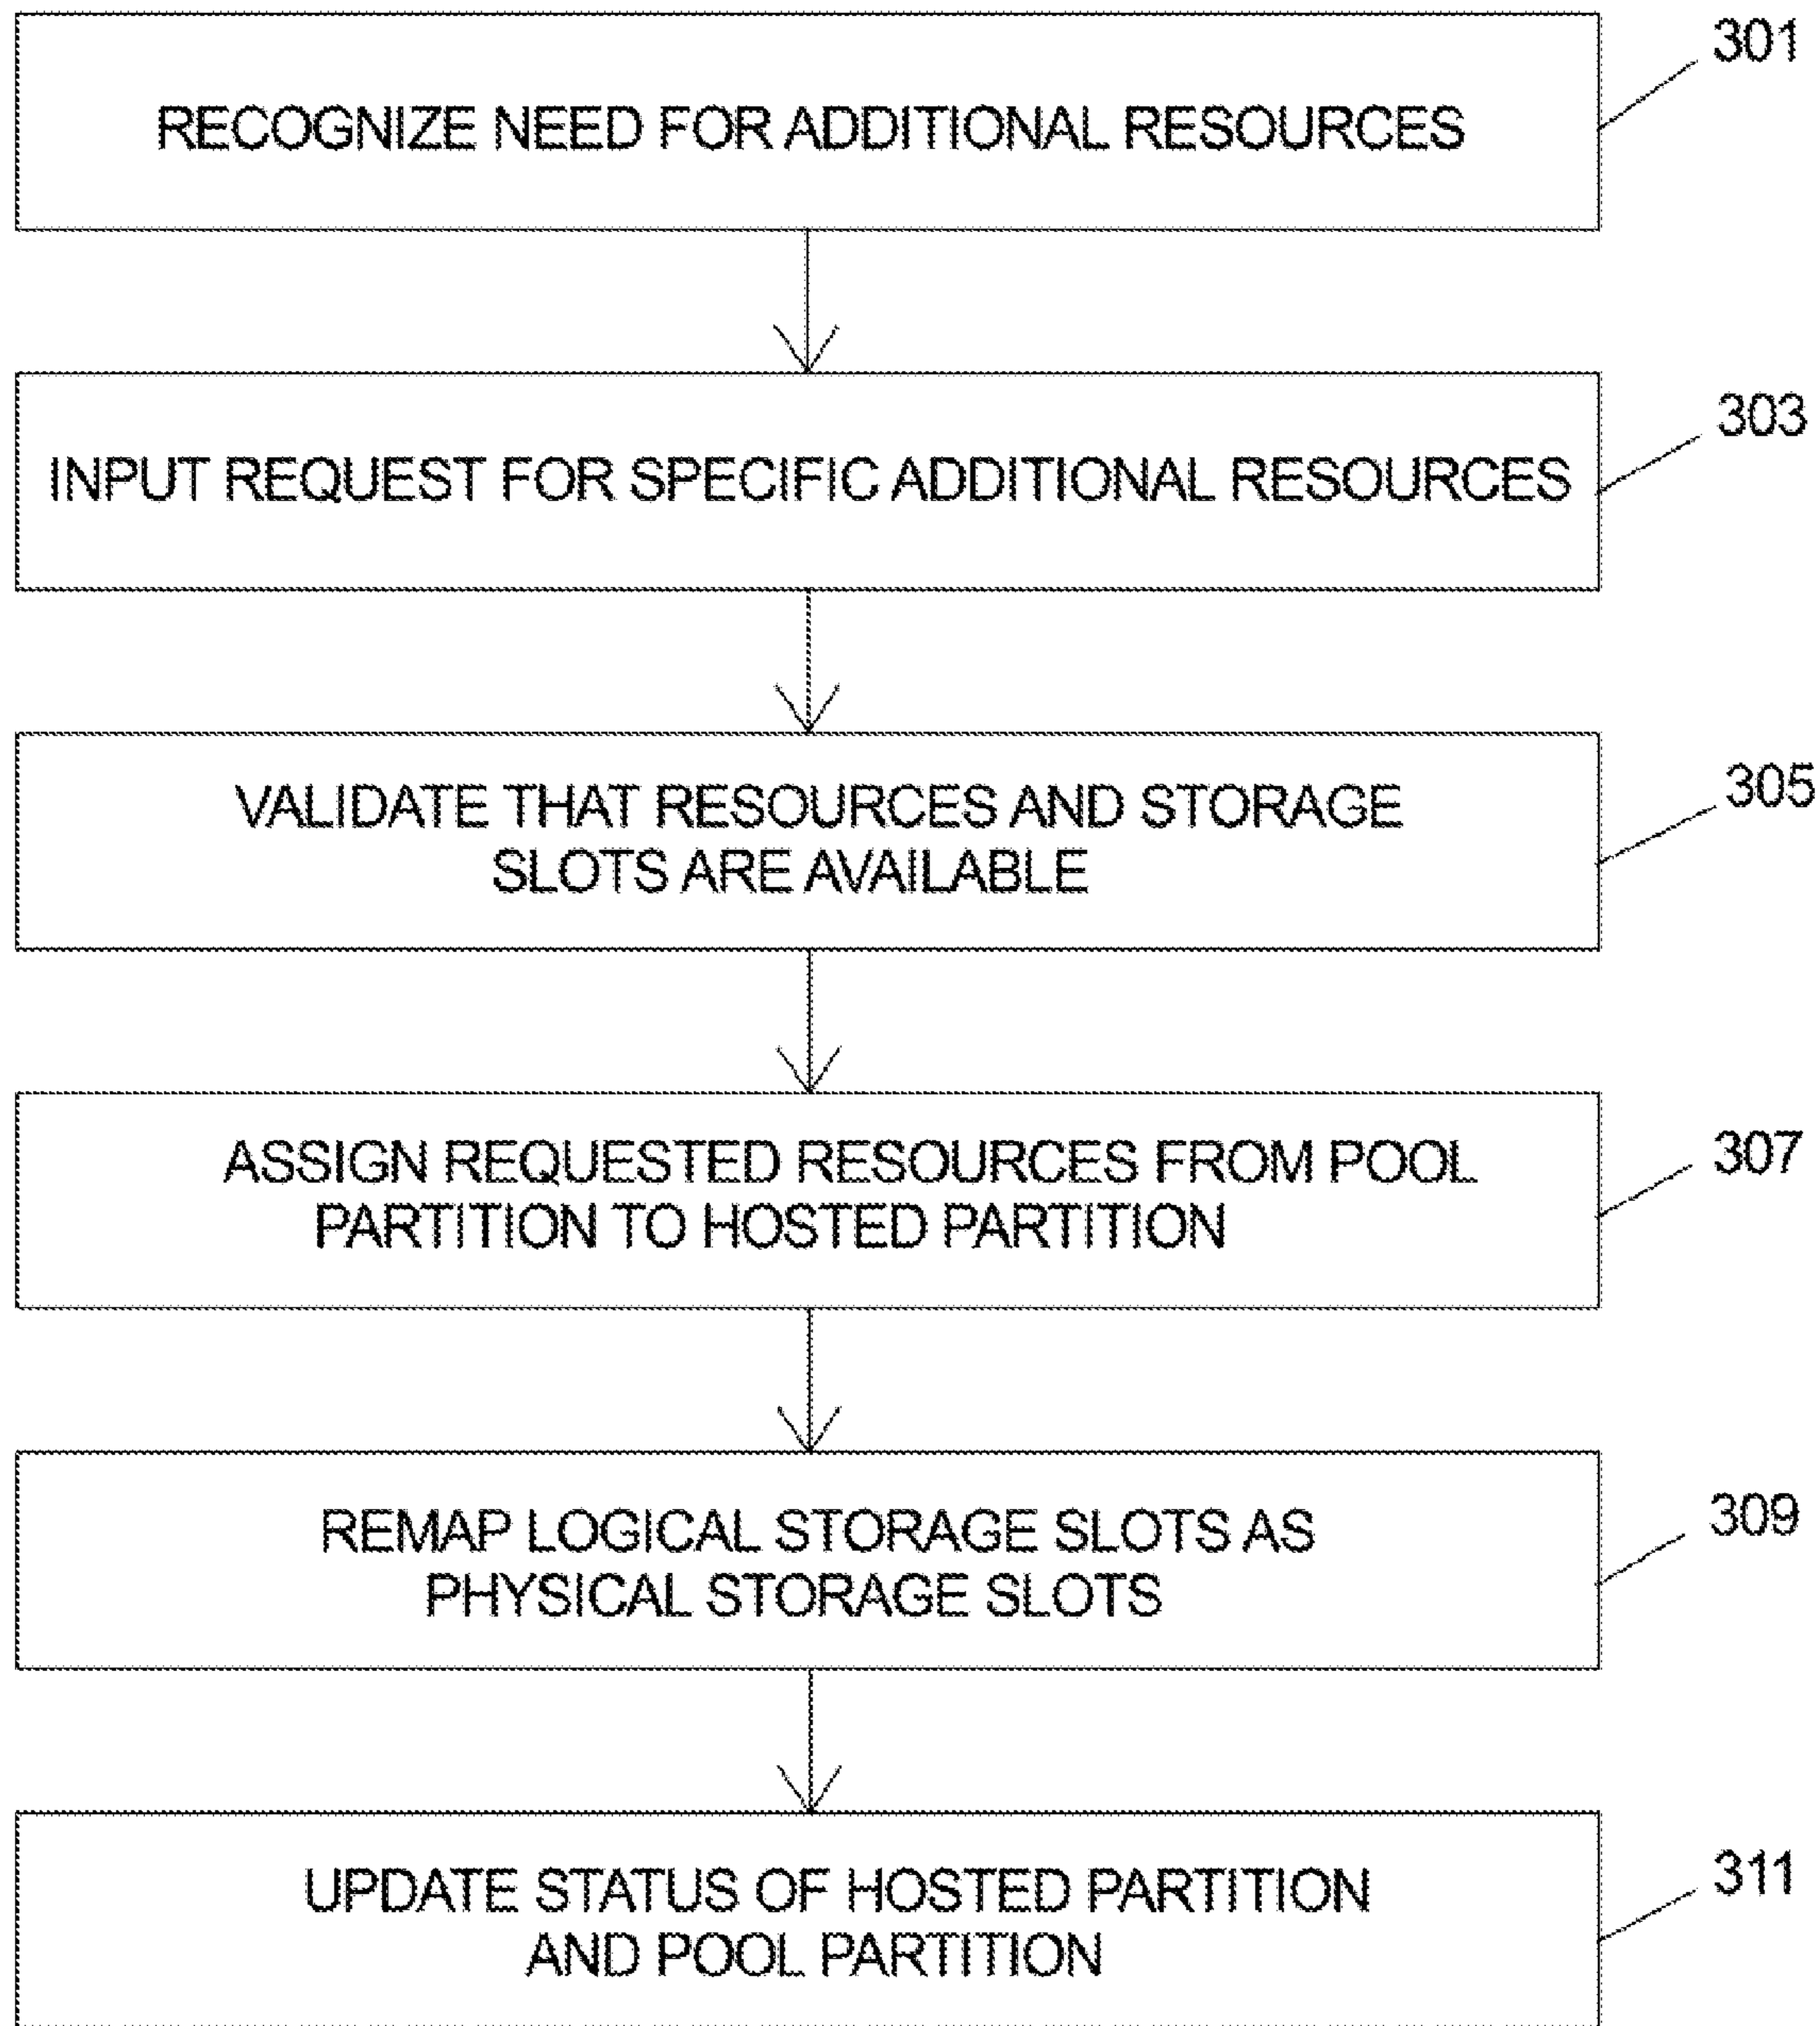 301
RECOGNIZE NEED FOR ADDITIONAL RESOURCES
303
INPUT REQUEST FOR SPECIFIC ADDITIONAL RESOURCES
305
VALIDATE THAT RESOURCES AND STORAGE
SLOTS ARE AVAILABLE
307
ASSIGN REQUESTED RESOURCES FROM POOL
PARTITION TO HOSTED PARTITION
309
REMAP LOGICAL STORAGE SLOTS AS
PHYSICAL STORAGE SLOTS
311
UPDATE STATUS OF HOSTED PARTITION
AND POOL PARTITION